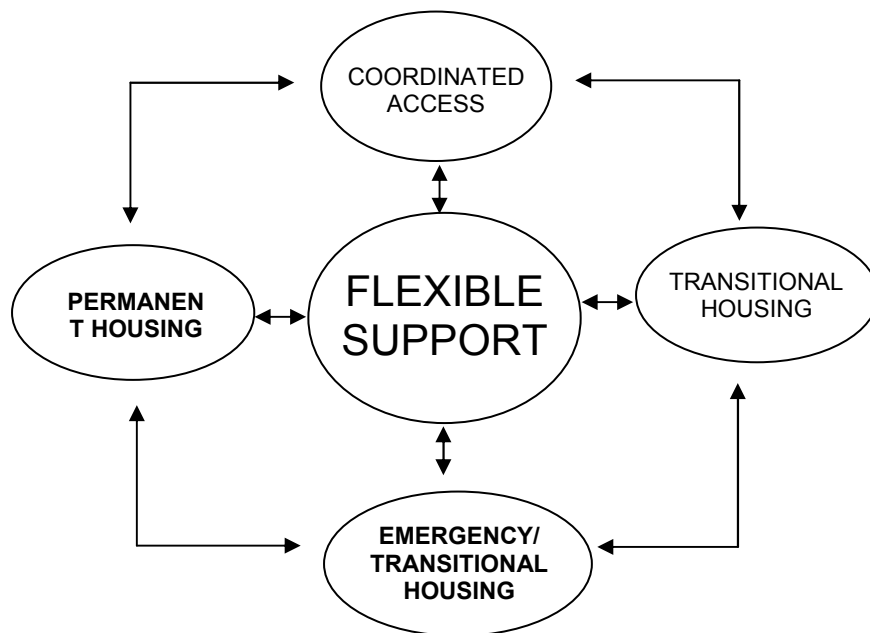 COORDINATED
ACCESS
PERMANEN
T HOUSING
FLEXIBLE
SUPPORT
TRANSITIONAL
HOUSING
EMERGENCY/
TRANSITIONAL
HOUSING